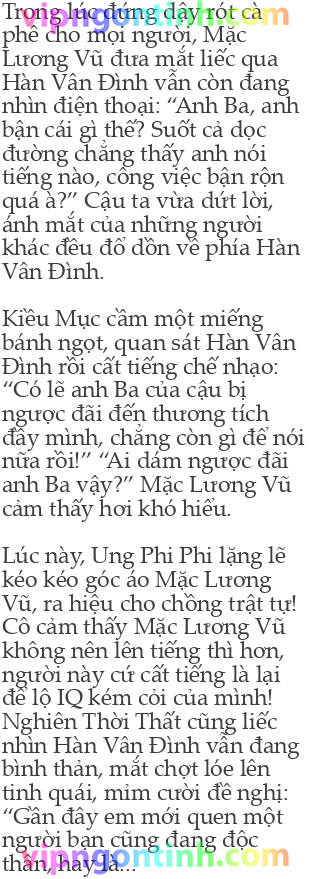 vipngontinh.com
Trong lúc đứng dậy rót cà
phê cho mọi người, Mặc
Lương Vũ đưa mắt liếc qua
Hàn Vân Đình vẫn còn đang
nhìn điện thoại: “Anh Ba, anh
bận cái gì thế? Suốt cả dọc
đường chẳng thấy anh nói
tiếng nào, công việc bận rộn
quá à?” Cậu ta vừa dứt lời,
ánh mắt của những người
khác đều đổ dồn về phía Hàn
Vân Đình.

Kiều Mục cầm một miếng
bánh ngọt, quan sát Hàn Vân
Đình rồi cất tiếng chế nhạo:
“Có lẽ anh Ba của cậu bị
ngược đãi đến thương tích
đầy mình, chẳng còn gì để nói
nữa rồi!” “Ai dám ngược đãi
anh Ba vậy?” Mặc Lương Vũ
cảm thấy hơi khó hiểu.

Lúc này, Ung Phi Phi lặng lẽ
kéo kéo góc áo Mặc Lương
Vũ, ra hiệu cho chồng trật tự!
Cô cảm thấy Mặc Lương Vũ
không nên lên tiếng thì hơn,
người này cứ cất tiếng là lại
để lộ IQ kém cỏi của mình!
Nghiên Thời Thất cũng liếc
nhìn Hàn Vân Đình vẫn đang
bình thản, mắt chợt lóe lên
tinh quái, mỉm cười đề nghị:
“Gần đây em mới quen một
người bạn cũng đang độc
thân, hay là...
vipngontinh.com